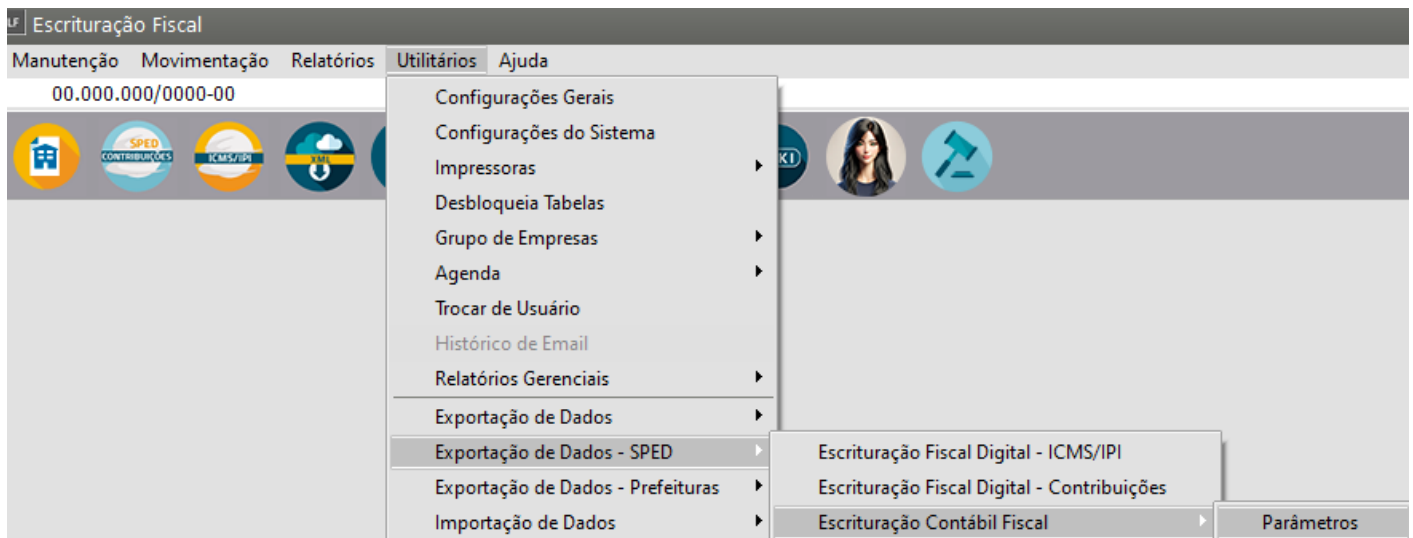 LF Escrituração Fiscal
Manutenção Movimentação Relatórios Utilitários Ajuda
00.000.000/0000-00
SPED CONTRIBUIÇÕES
ICMS/IPI
XML
KI)
Configurações Gerais
Configurações do Sistema
Impressoras
Desbloqueia Tabelas
Grupo de Empresas
Agenda
Trocar de Usuário
Histórico de Email
Relatórios Gerenciais
Exportação de Dados
Exportação de Dados - SPED
Escrituração Fiscal Digital - ICMS/IPI
Exportação de Dados - Prefeituras
Escrituração Fiscal Digital - Contribuições
Importação de Dados
Escrituração Contábil Fiscal
Parâmetros